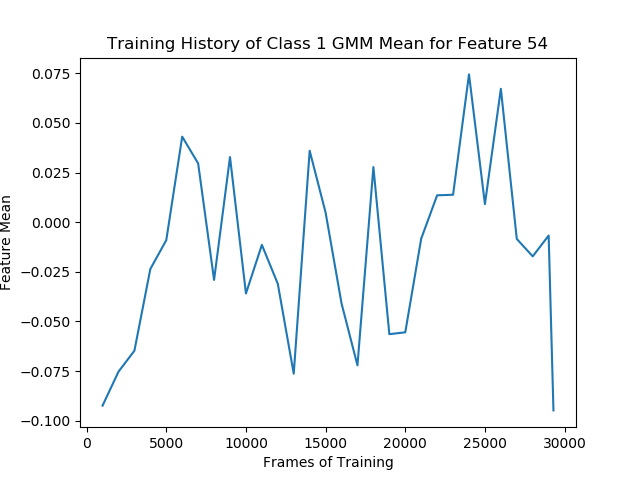 Training History of Class 1 GMM Mean for Feature 54
0.075
0.050
0.025
0.000
−0.025
−0.050
−0.075
−0.100
Feature Mean
0 5000 10000 15000 20000 25000 30000
Frames of Training